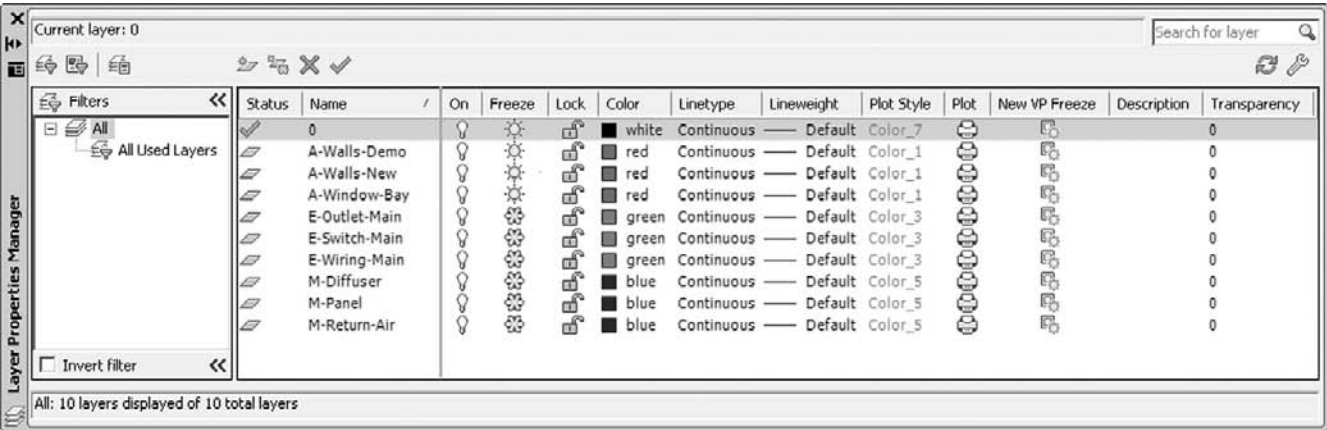 Current layer: 0
Search for layer
Filters
All
All Used Layers
Invert filter
Status Name / On Freeze Lock Color Linetype Lineweight Plot Style Plot New VP Freeze Description Transparency
0 white Continuous Default Color_7 0
A-Walls-Demo red Continuous Default Color_1 0
A-Walls-New red Continuous Default Color_1 0
A-Window-Bay red Continuous Default Color_1 0
E-Outlet-Main green Continuous Default Color_3 0
E-Switch-Main green Continuous Default Color_3 0
E-Wiring-Main green Continuous Default Color_3 0
M-Diffuser blue Continuous Default Color_5 0
M-Panel blue Continuous Default Color_5 0
M-Return-Air blue Continuous Default Color_5 0
All: 10 layers displayed of 10 total layers
Layer Properties Manager